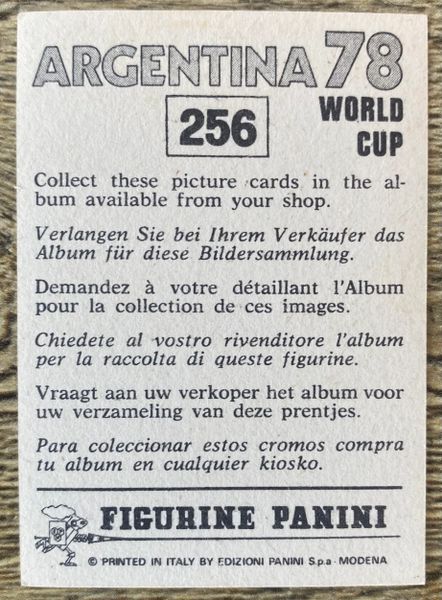 ARGENTINA 78
256
WORLD
CUP
Collect these picture cards in the al-
bum available from your shop.
Verlangen Sie bei Ihrem Verkäufer das
Album für diese Bildersammlung.
Demandez à votre détaillant l'Album
pour la collection de ces images.
Chiedete al vostro rivenditore l'album
per la raccolta di queste figurine.
Vraagt aan uw verkoper het album voor
uw verzameling van deze prentjes.
Para coleccionar estos cromos compra
tu album en cualquier kiosko.
FIGURINE PANINI
© PRINTED IN ITALY BY EDIZIONI PANINI S.p.a - MODENA